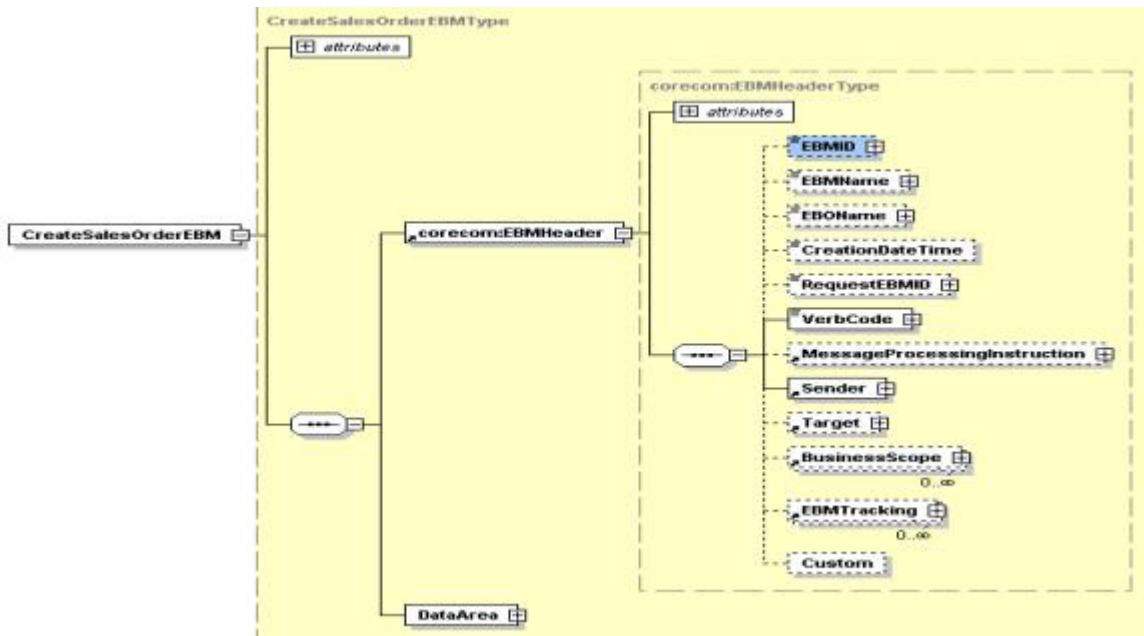 CreateSalesOrderEBMType
attributes
corecom:EBMHeaderType
attributes
EBMID
EBMName
EBOName
CreationDateTime
RequestEBMID
VerbCode
MessageProcessingInstruction
Sender
Target
BusinessScope
0..∞
EBMTracking
0..∞
Custom
CreateSalesOrderEBM
corecom:EBMHeader
DataArea